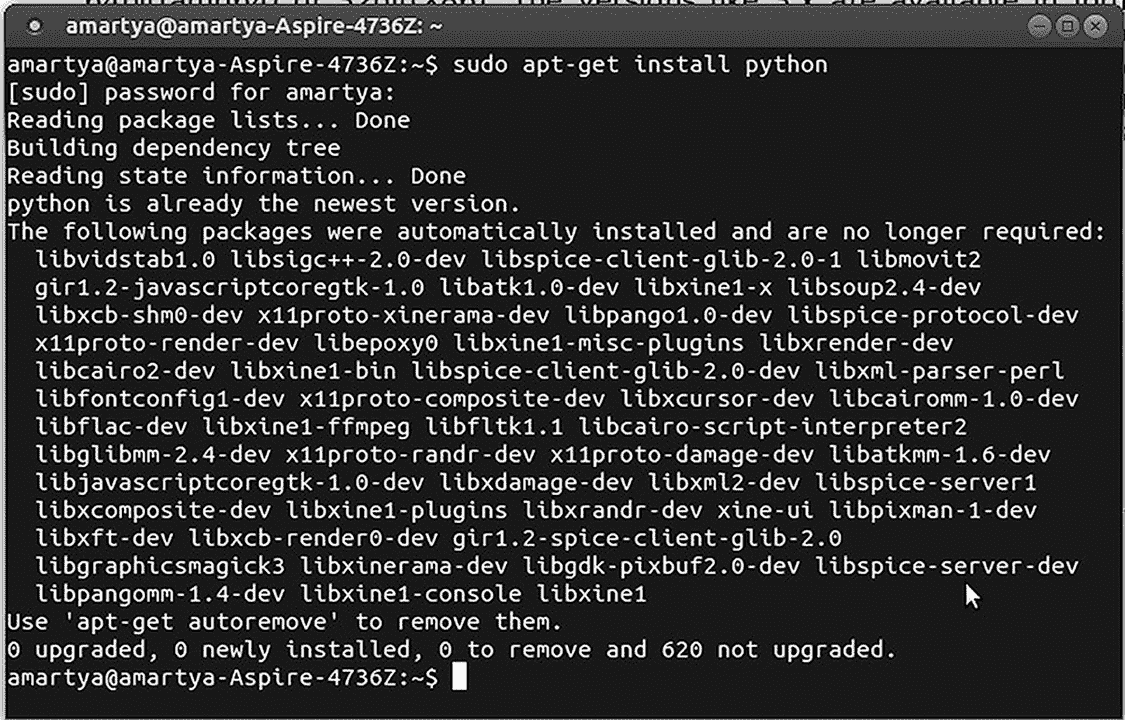 amartya@amartya-Aspire-4736Z: ~
amartya@amartya-Aspire-4736Z:~$ sudo apt-get install python
[sudo] password for amartya:
Reading package lists... Done
Building dependency tree
Reading state information... Done
python is already the newest version.
The following packages were automatically installed and are no longer required:
  libvidstab1.0 libsigc++-2.0-dev libspice-client-glib-2.0-1 libmovit2
  gir1.2-javascriptcoregtk-1.0 libatk1.0-dev libxine1-x libsoup2.4-dev
  libxcb-shm0-dev x11proto-xinerama-dev libpango1.0-dev libspice-protocol-dev
  x11proto-render-dev libepoxy0 libxine1-misc-plugins libxrender-dev
  libcairo2-dev libxine1-bin libspice-client-glib-2.0-dev libxml-parser-perl
  libfontconfig1-dev x11proto-composite-dev libxcursor-dev libcairomm-1.0-dev
  libflac-dev libxine1-ffmpeg libfltk1.1 libcairo-script-interpreter2
  libglibmm-2.4-dev x11proto-randr-dev x11proto-damage-dev libatkmm-1.6-dev
  libjavascriptcoregtk-1.0-dev libxdamage-dev libxml2-dev libspice-server1
  libxcomposite-dev libxine1-plugins libxrandr-dev xine-ui libpixman-1-dev
  libxft-dev libxcb-render0-dev gir1.2-spice-client-glib-2.0
  libgraphicsmagick3 libxinerama-dev libgdk-pixbuf2.0-dev libspice-server-dev
  libpangomm-1.4-dev libxine1-console libxine1
Use 'apt-get autoremove' to remove them.
0 upgraded, 0 newly installed, 0 to remove and 620 not upgraded.
amartya@amartya-Aspire-4736Z:~$